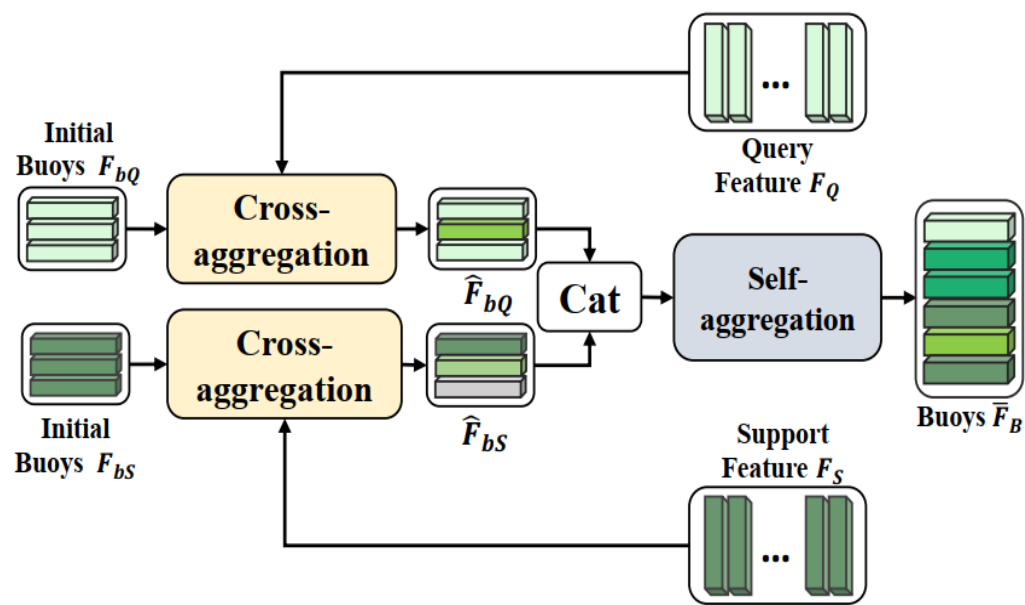 Initial
Buoys F_bQ
Cross-
aggregation
F̂_bQ
...
Query
Feature F_Q
Cat
Self-
aggregation
Buoys F̄_B
Cross-
aggregation
F̂_bS
Initial
Buoys F_bS
Support
Feature F_S
...